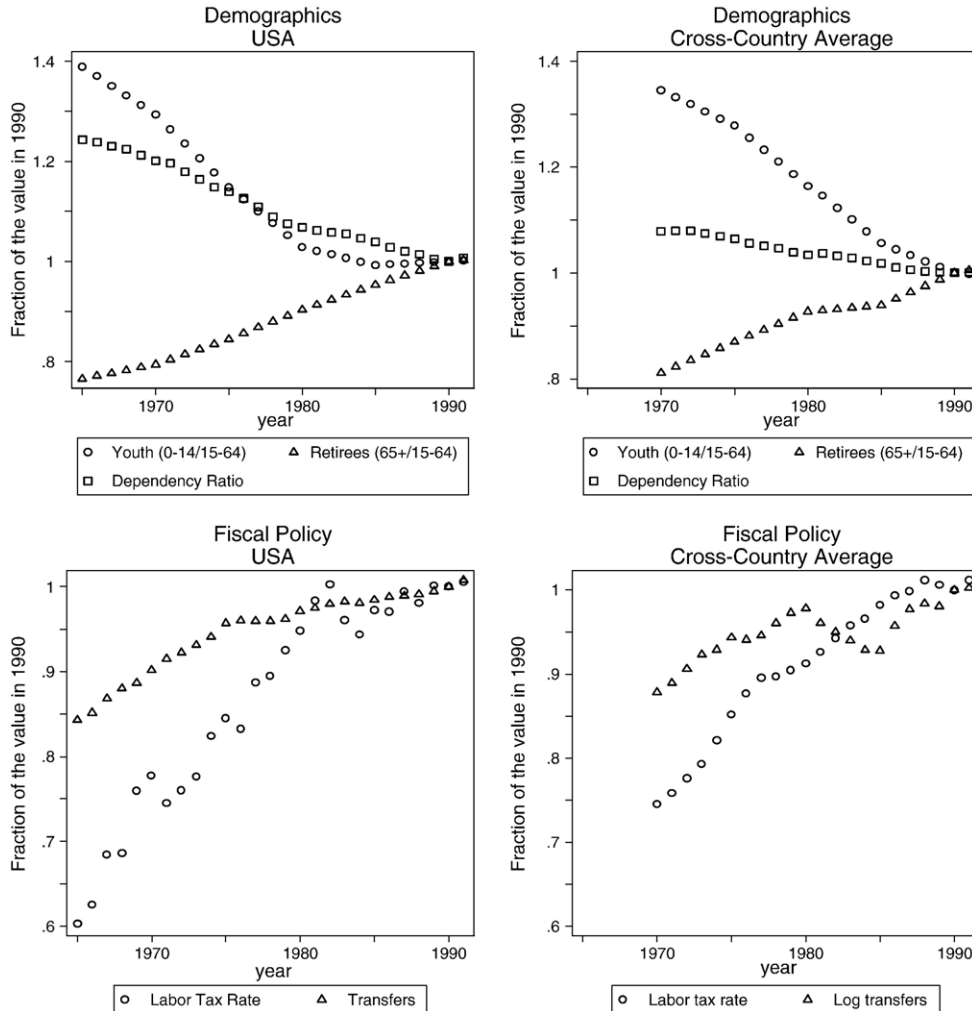 Demographics
USA
Fraction of the value in 1990
1.4
1.2
1
.8
1970
1980
1990
year
Youth (0-14/15-64)
Retirees (65+/15-64)
Dependency Ratio
Demographics
Cross-Country Average
Fraction of the value in 1990
1.4
1.2
1
.8
1970
1980
1990
year
Youth (0-14/15-64)
Retirees (65+/15-64)
Dependency Ratio
Fiscal Policy
USA
Fraction of the value in 1990
1
.9
.8
.7
.6
1970
1980
1990
year
Labor Tax Rate
Transfers
Fiscal Policy
Cross-Country Average
Fraction of the value in 1990
1
.9
.8
.7
.6
1970
1980
1990
year
Labor tax rate
Log transfers